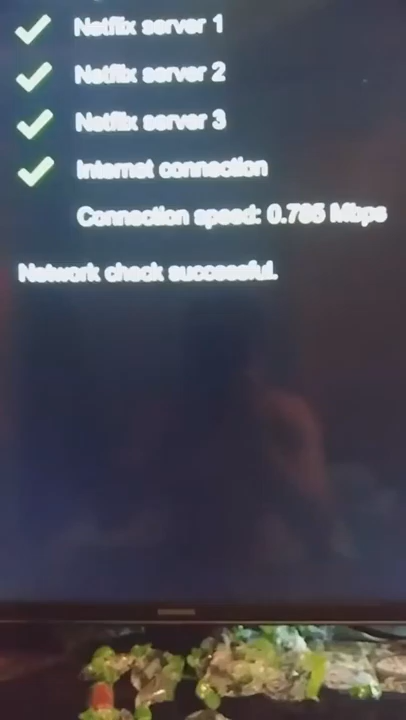 Netflix server 1
Netflix server 2
Netflix server 3
Internet connection
Connection speed: 0.785 Mbps
Network check successful.